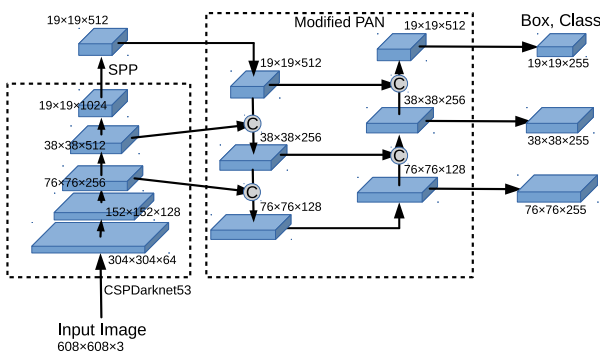 19×19×512
Modified PAN
19×19×512
Box, Class
SPP
19×19×512
19×19×255
19×19×1024
C
C
38×38×256
38×38×512
38×38×256
38×38×255
C
C
76×76×256
76×76×128
152×152×128
76×76×128
76×76×255
304×304×64
CSPDarknet53
Input Image
608×608×3